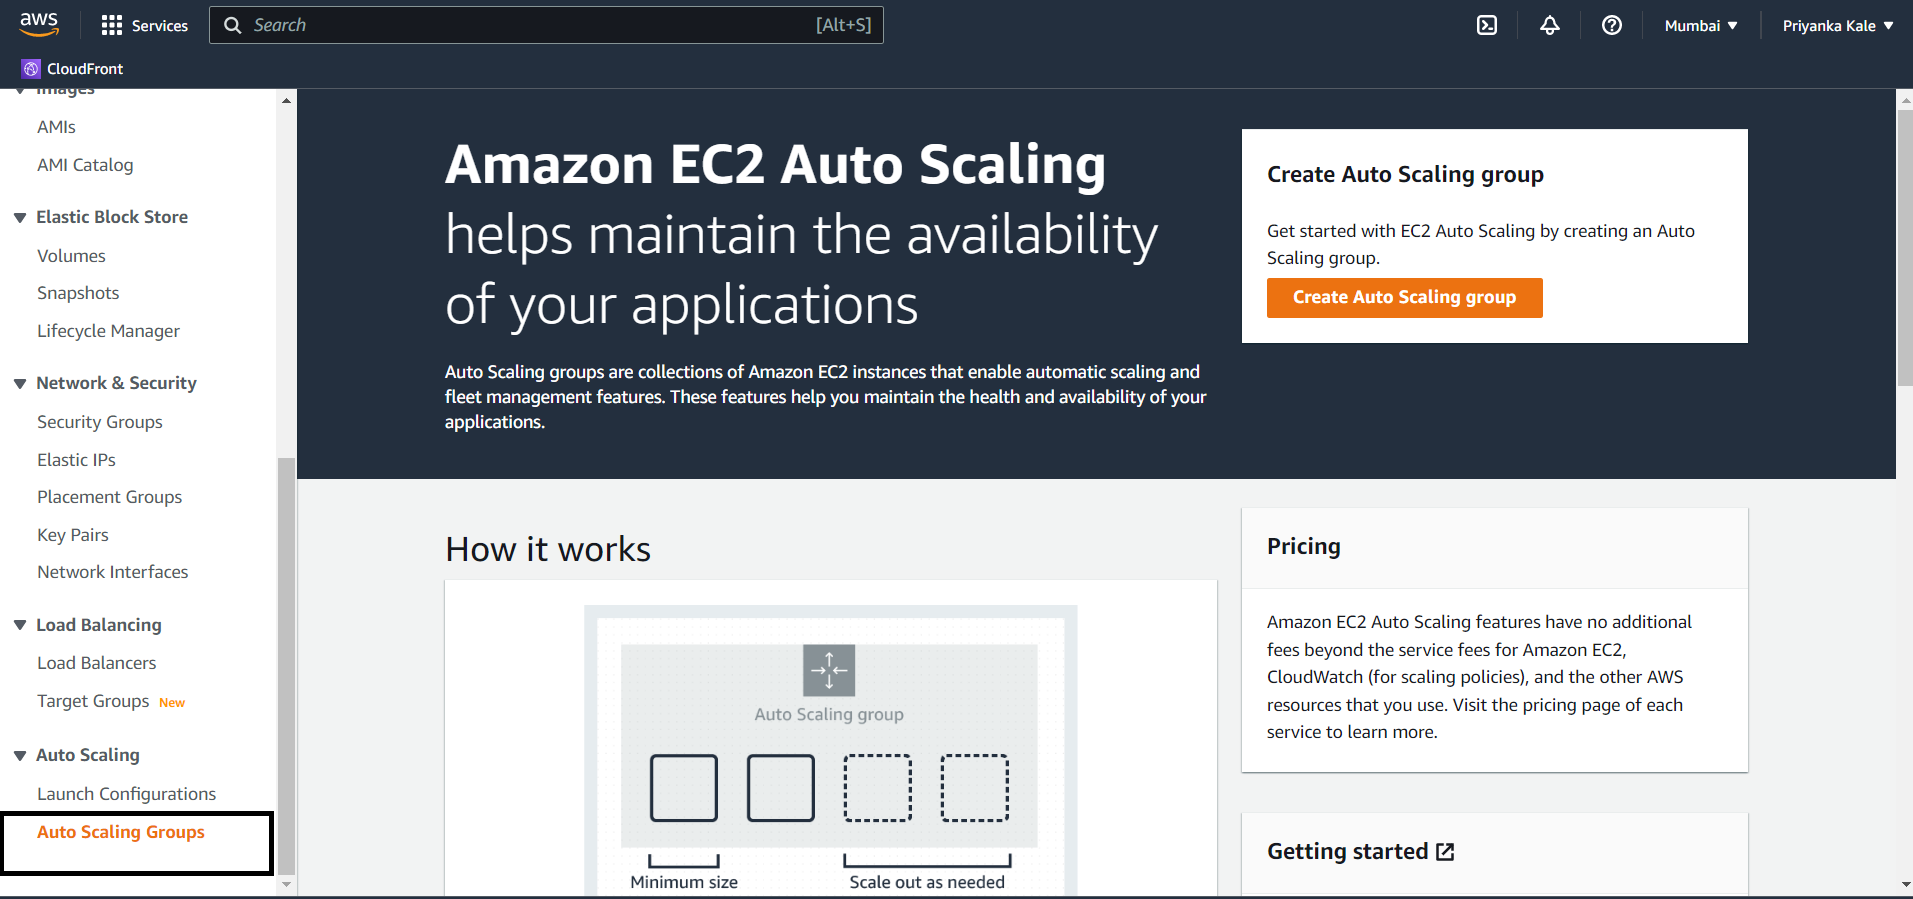 aws
Services
Search
[Alt+S]
Mumbai
Priyanka Kale
CloudFront
Images
AMIs
AMI Catalog
Elastic Block Store
Volumes
Snapshots
Lifecycle Manager
Network & Security
Security Groups
Elastic IPs
Placement Groups
Key Pairs
Network Interfaces
Load Balancing
Load Balancers
Target Groups New
Auto Scaling
Launch Configurations
Auto Scaling Groups
Amazon EC2 Auto Scaling
helps maintain the availability
of your applications
Auto Scaling groups are collections of Amazon EC2 instances that enable automatic scaling and
fleet management features. These features help you maintain the health and availability of your
applications.
Create Auto Scaling group
Get started with EC2 Auto Scaling by creating an Auto
Scaling group.
Create Auto Scaling group
How it works
Auto Scaling group
Minimum size
Scale out as needed
Pricing
Amazon EC2 Auto Scaling features have no additional
fees beyond the service fees for Amazon EC2,
CloudWatch (for scaling policies), and the other AWS
resources that you use. Visit the pricing page of each
service to learn more.
Getting started